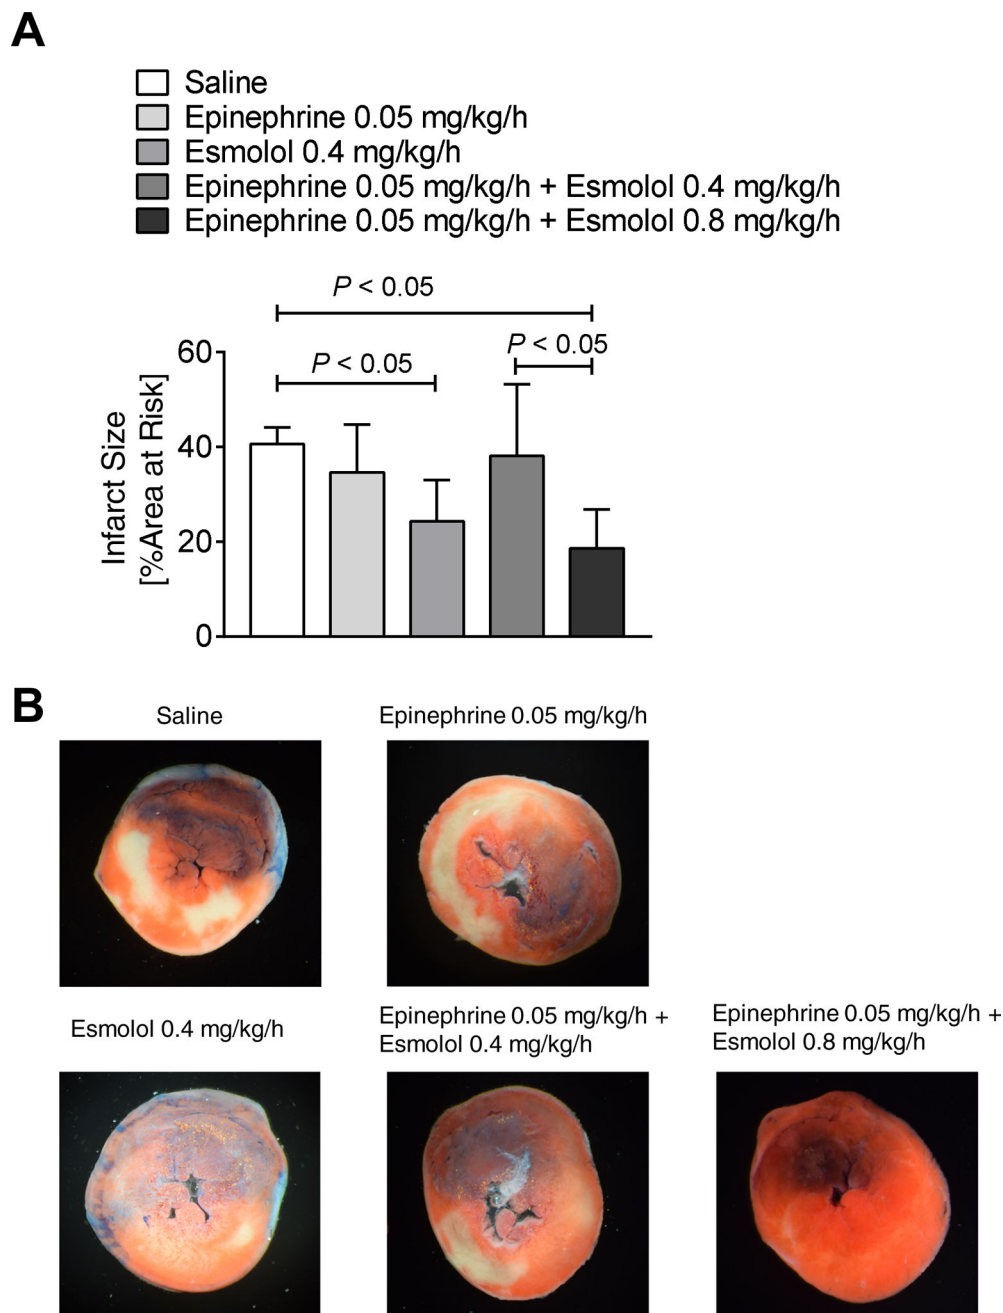 A
Saline
Epinephrine 0.05 mg/kg/h
Esmolol 0.4 mg/kg/h
Epinephrine 0.05 mg/kg/h + Esmolol 0.4 mg/kg/h
Epinephrine 0.05 mg/kg/h + Esmolol 0.8 mg/kg/h
P < 0.05
P < 0.05
P < 0.05
60
40
20
0
Infarct Size
[%Area at Risk]
B
Saline
Epinephrine 0.05 mg/kg/h
Esmolol 0.4 mg/kg/h
Epinephrine 0.05 mg/kg/h +
Esmolol 0.4 mg/kg/h
Epinephrine 0.05 mg/kg/h +
Esmolol 0.8 mg/kg/h